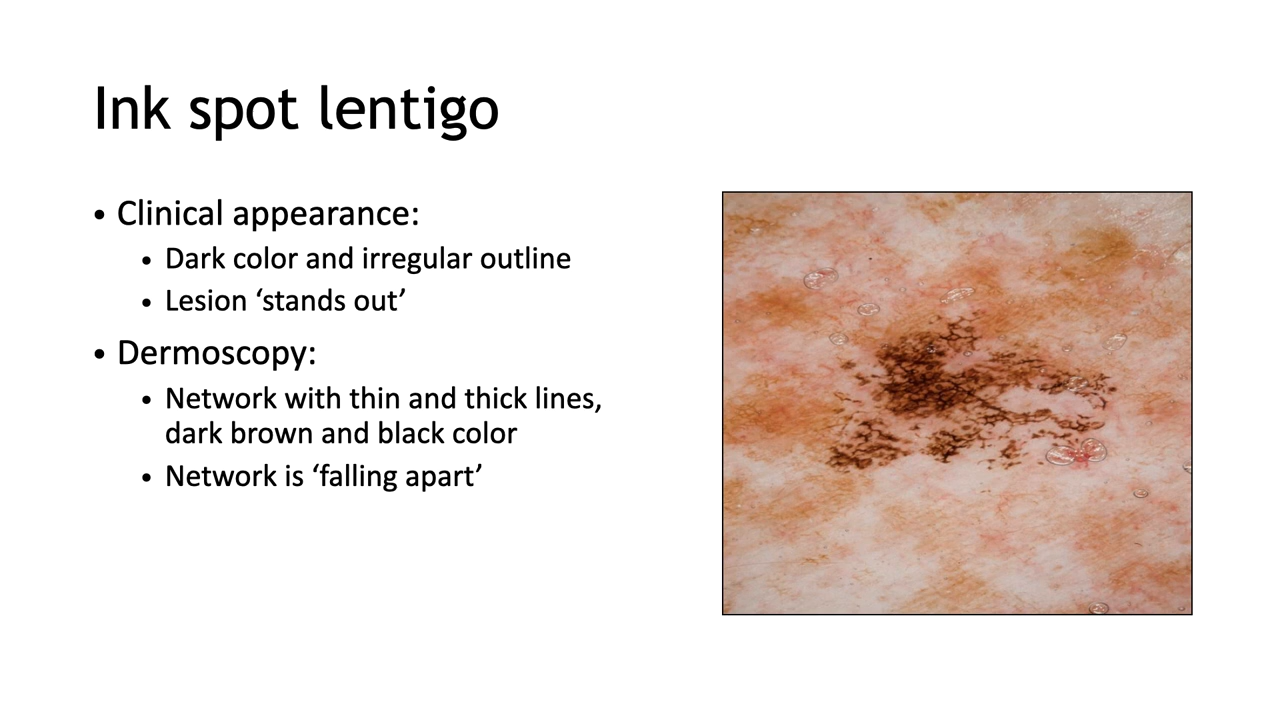 Ink spot lentigo
• Clinical appearance:
• Dark color and irregular outline
• Lesion ‘stands out’
• Dermoscopy:
• Network with thin and thick lines,
dark brown and black color
• Network is ‘falling apart’